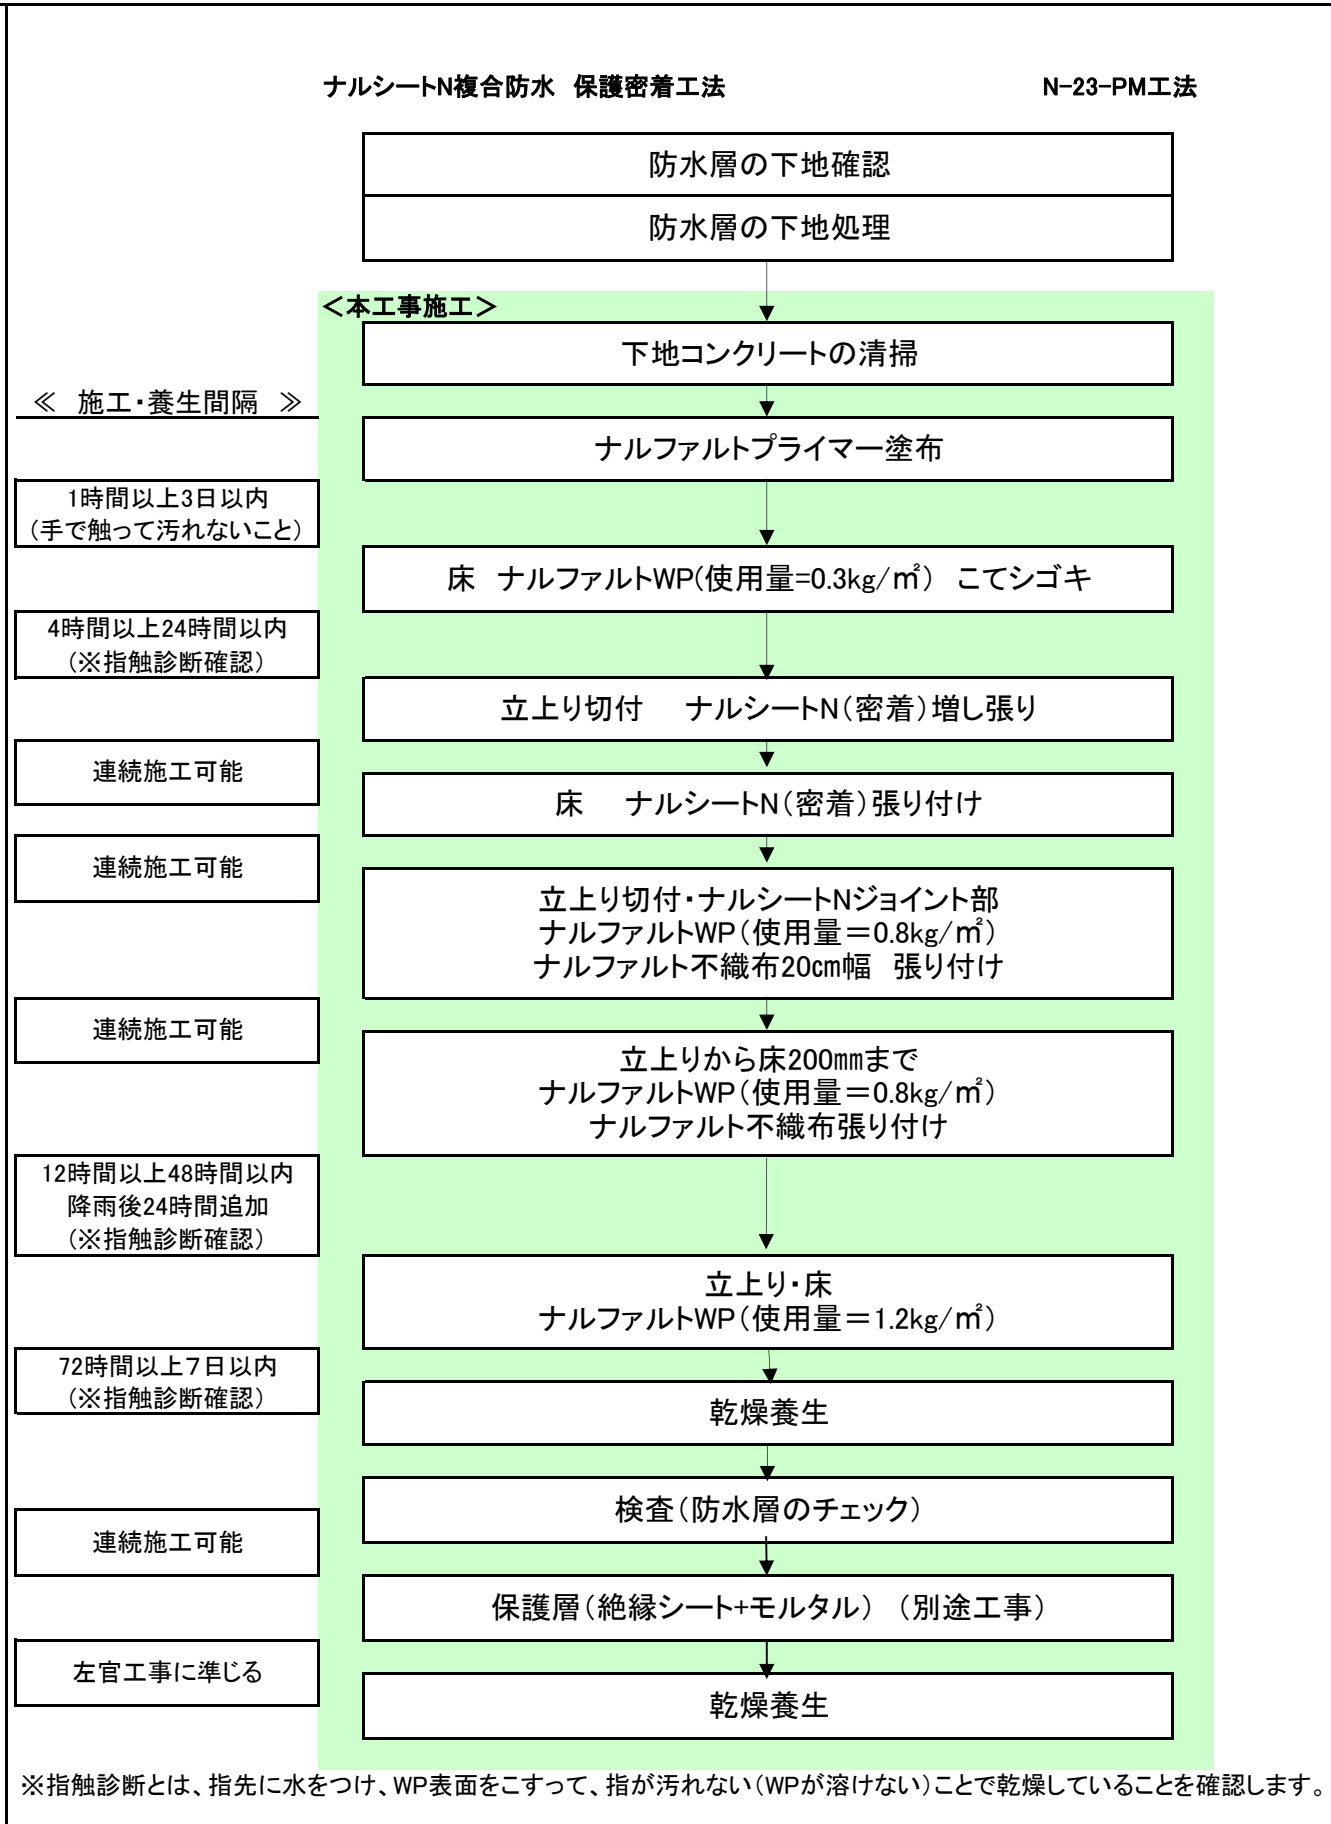 ナルシートN複合防水 保護密着工法 N-23-PM工法
防水層の下地確認
防水層の下地処理
＜本工事施工＞
下地コンクリートの清掃
≪ 施工・養生間隔 ≫
ナルファルトプライマー塗布
1時間以上3日以内
（手で触って汚れないこと）
床 ナルファルトWP(使用量=0.3kg/㎡) こてシゴキ
4時間以上24時間以内
（※指触診断確認）
立上り切付 ナルシートN（密着）増し張り
連続施工可能
床 ナルシートN（密着）張り付け
連続施工可能
立上り切付・ナルシートNジョイント部
ナルファルトWP（使用量＝0.8kg/㎡）
ナルファルト不織布20㎝幅 張り付け
連続施工可能
立上りから床200㎜まで
ナルファルトWP（使用量＝0.8kg/㎡）
ナルファルト不織布張り付け
12時間以上48時間以内
降雨後24時間追加
（※指触診断確認）
立上り・床
ナルファルトWP（使用量＝1.2kg/㎡）
72時間以上７日以内
（※指触診断確認）
乾燥養生
検査（防水層のチェック）
連続施工可能
保護層（絶縁シート+モルタル）（別途工事）
左官工事に準じる
乾燥養生
※指触診断とは、指先に水をつけ、WP表面をこすって、指が汚れない（WPが溶けない）ことで乾燥していることを確認します。